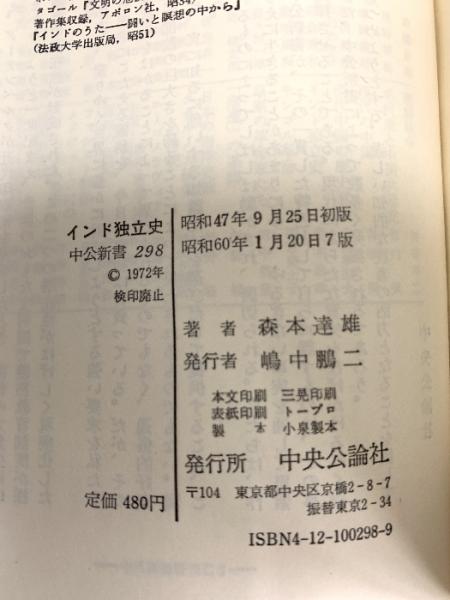 タゴール『文明の危
著作集収録,アポロン社,昭34)
『インドのうた――闘いと瞑想の中から』
(法政大学出版局,昭51)
インド独立史
中公新書 298
© 1972年
検印廃止
昭和47年9月25日初版
昭和60年1月20日7版
著者 森本達雄
発行者 嶋中鵬二
本文印刷 三晃印刷
表紙印刷 トープロ
製本 小泉製本
発行所 中央公論社
〒104 東京都中央区京橋2-8-7
振替東京2-34
定価 480円
ISBN4-12-100298-9